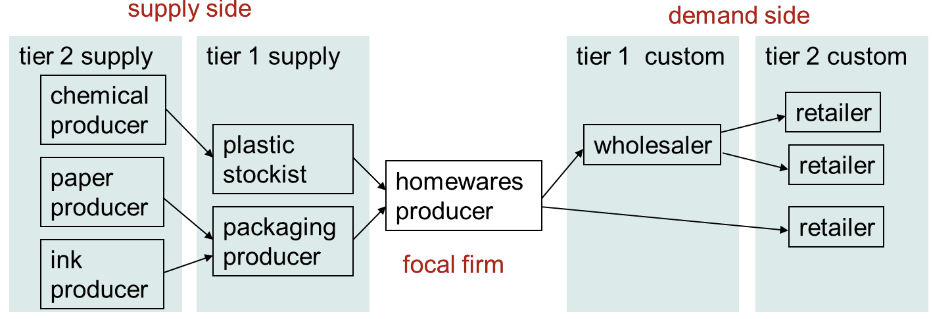 supply side
demand side
tier 2 supply
tier 1 supply
tier 1 custom
tier 2 custom
chemical
producer
paper
producer
ink
producer
plastic
stockist
packaging
producer
homewares
producer
focal firm
wholesaler
retailer
retailer
retailer